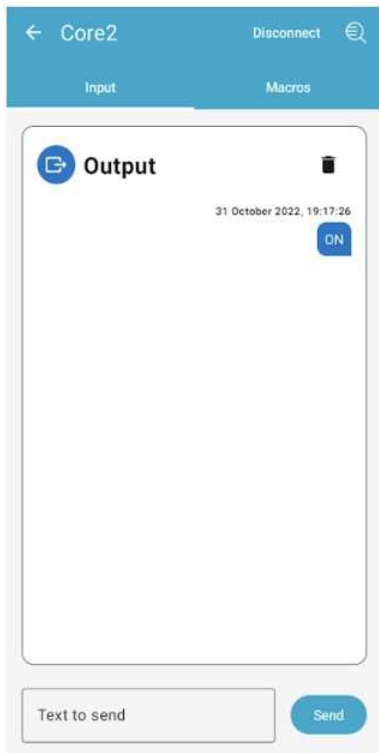 Core2 Disconnect
Input Macros
Output
31 October 2022, 19:17:26
ON
Text to send Send